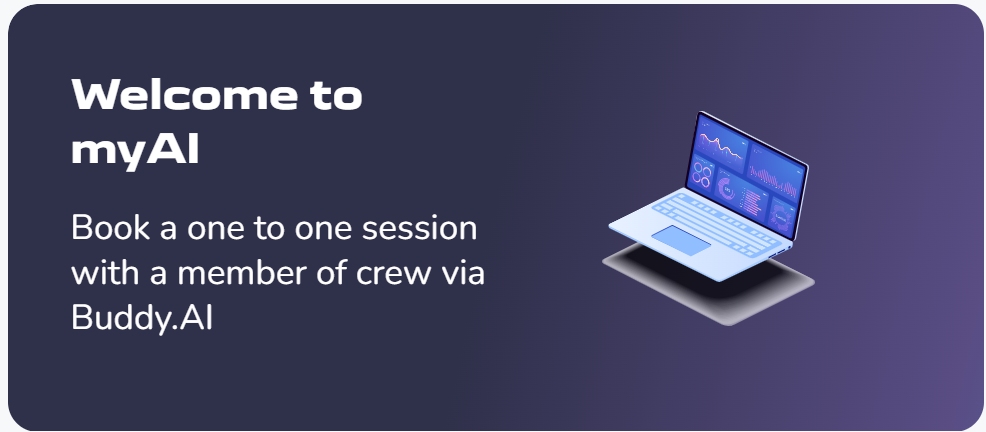 Welcome to
myAI
Book a one to one session
with a member of crew via
Buddy.AI